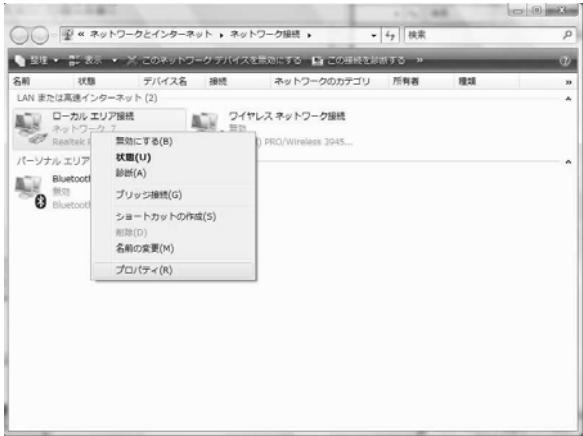 « ネットワークとインターネット ▸ ネットワーク接続 ▸ 検索
整理 表示 このネットワーク デバイスを無効にする この接続を診断する »
名前 状態 デバイス名 接続 ネットワークのカテゴリ 所有者 種類 »
LAN または高速インターネット (2)
ローカル エリア接続
ネットワーク 7
Realtek
ワイヤレス ネットワーク接続
無効
PRO/Wireless 3945...
パーソナル エリア
Bluetooth
無効
Bluetooth
無効にする(B)
状態(U)
診断(A)
ブリッジ接続(G)
ショートカットの作成(S)
削除(D)
名前の変更(M)
プロパティ(R)